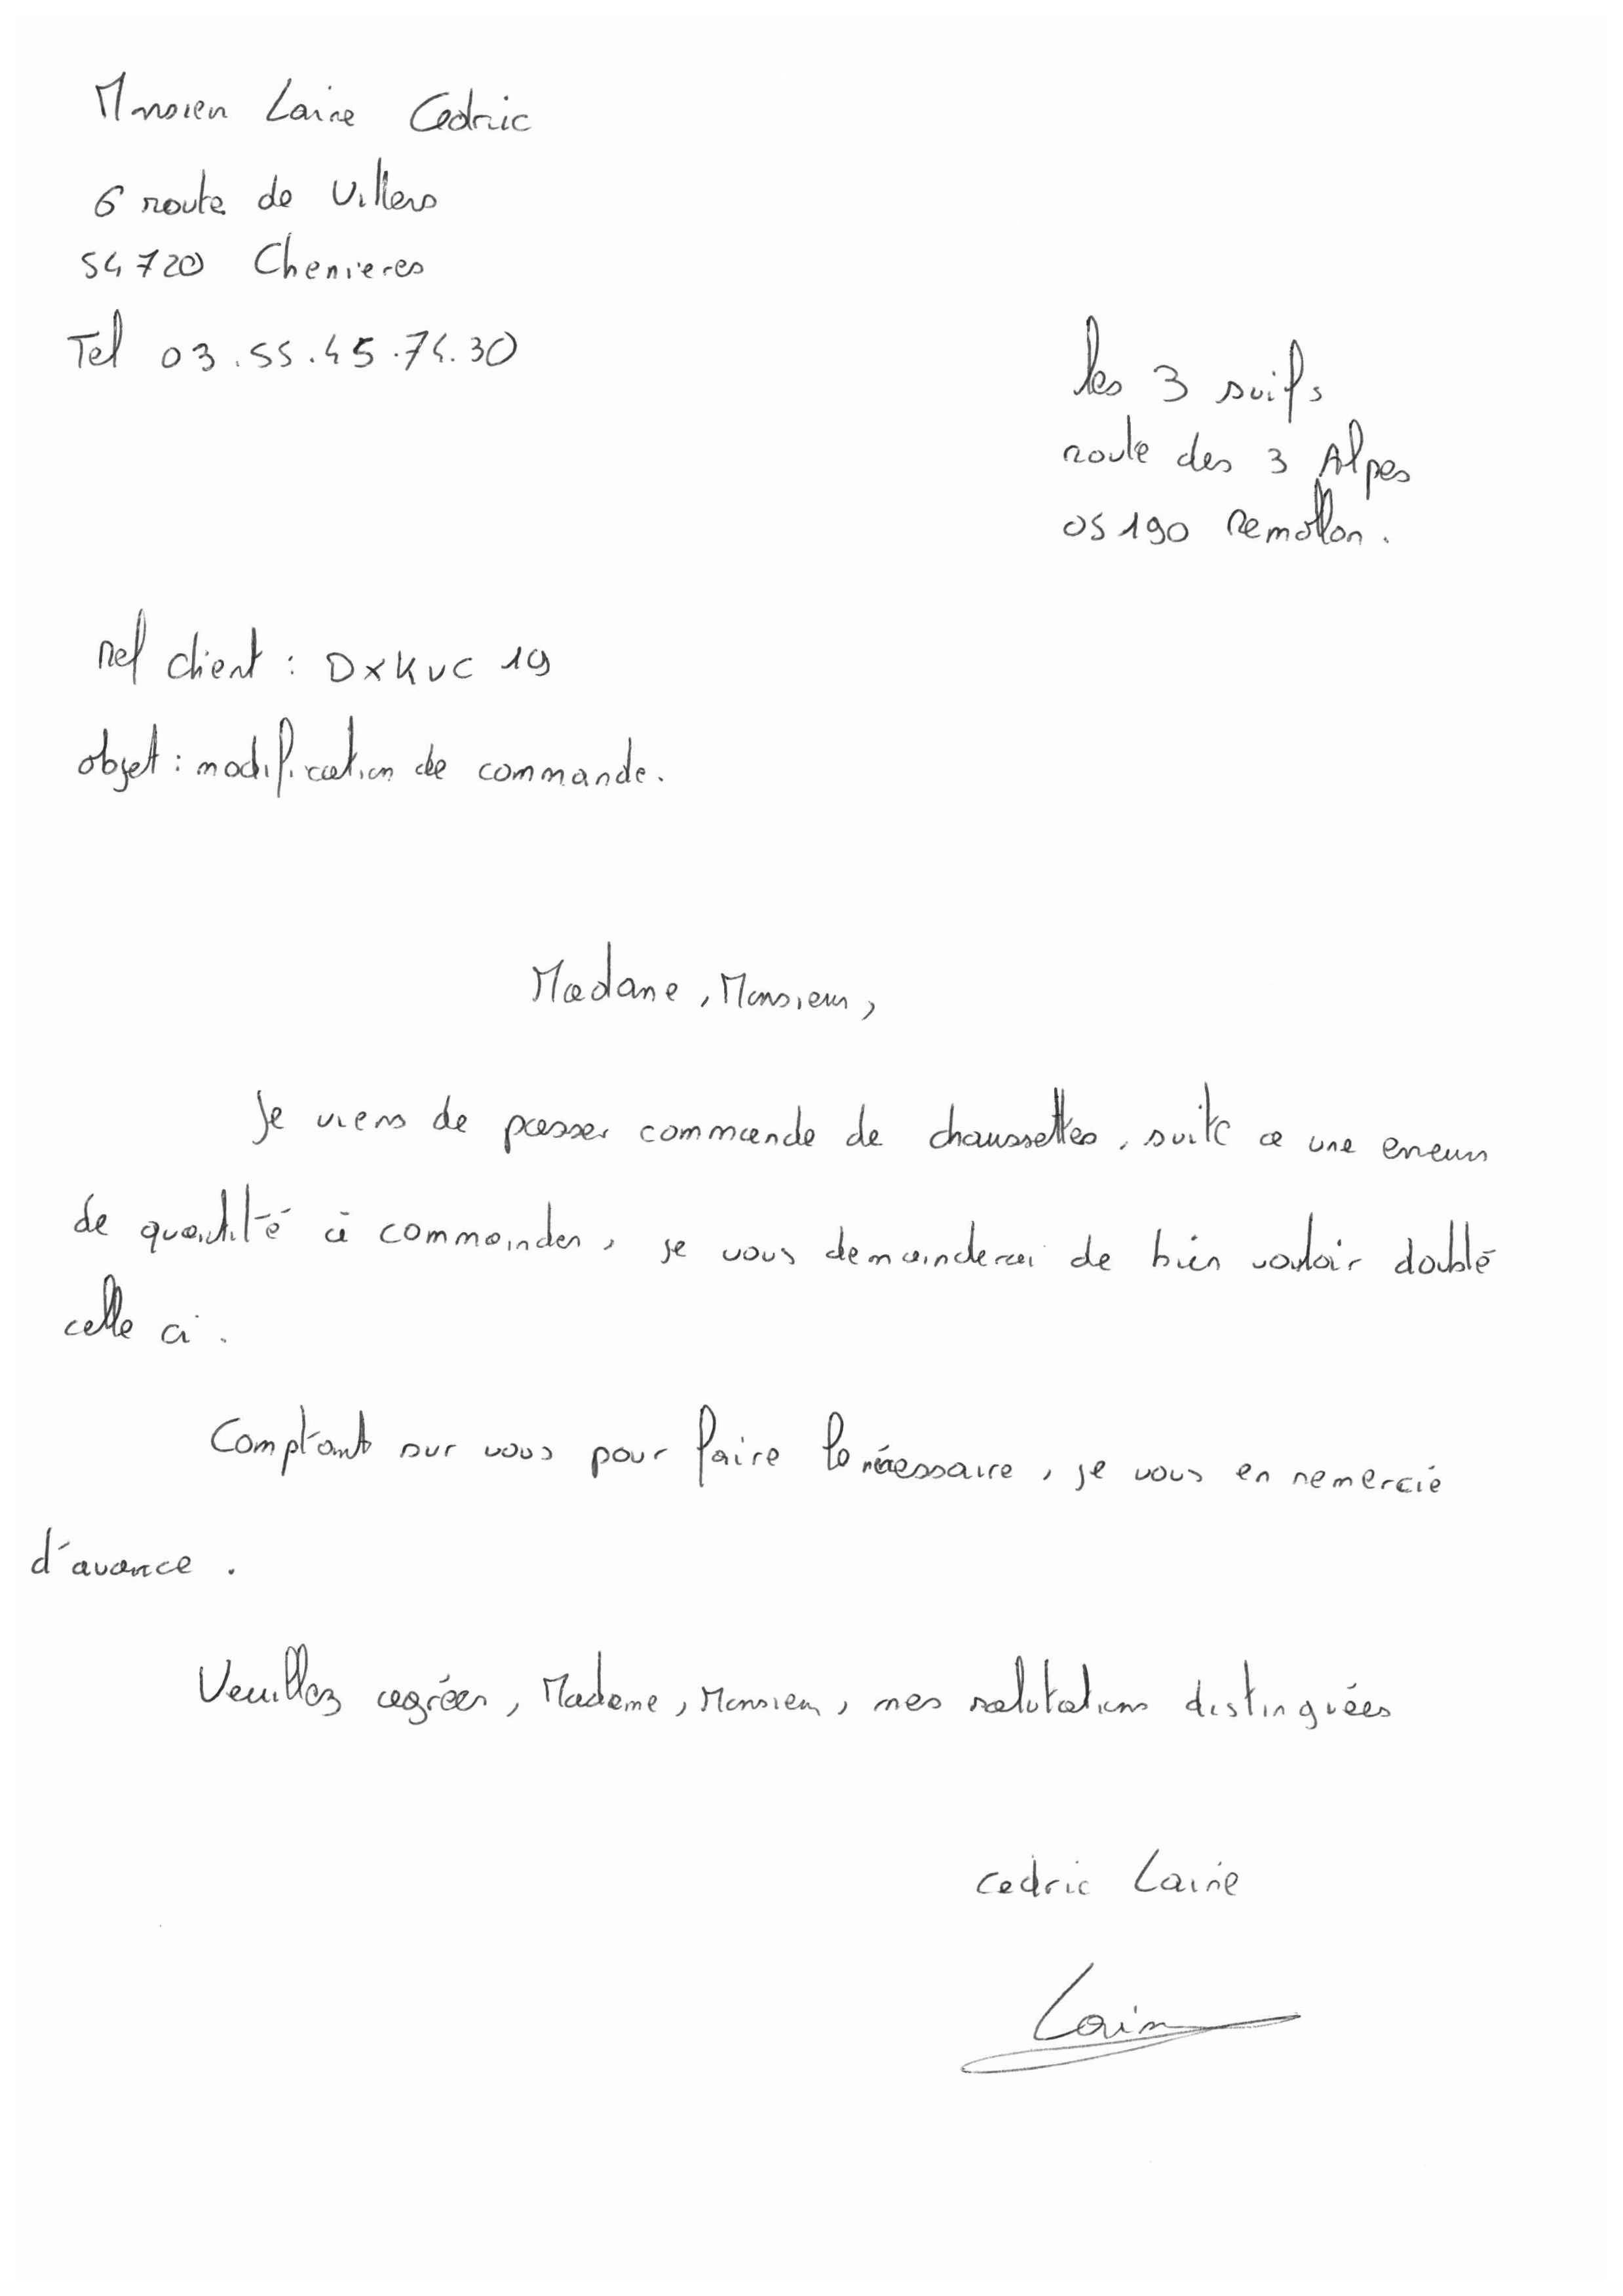 Monsieur Laine Cedric
6 route de Villers
54720 Chenieres
Tel 03.55.45.74.30
les 3 suifs
route des 3 Alpes
05190 Remollon.
ref client : DXKVC 19
objet : modification de commande.
Madame, Monsieur,
Je viens de passer commande de chaussettes, suite a une erreur
de quantité à commander, je vous demanderai de bien vouloir doublé
celle ci.
Comptant sur vous pour faire le nécessaire, je vous en remercie
d'avance.
Veuillez agréer, Madame, Monsieur, mes salutations distinguées
Cedric Laine
Laine